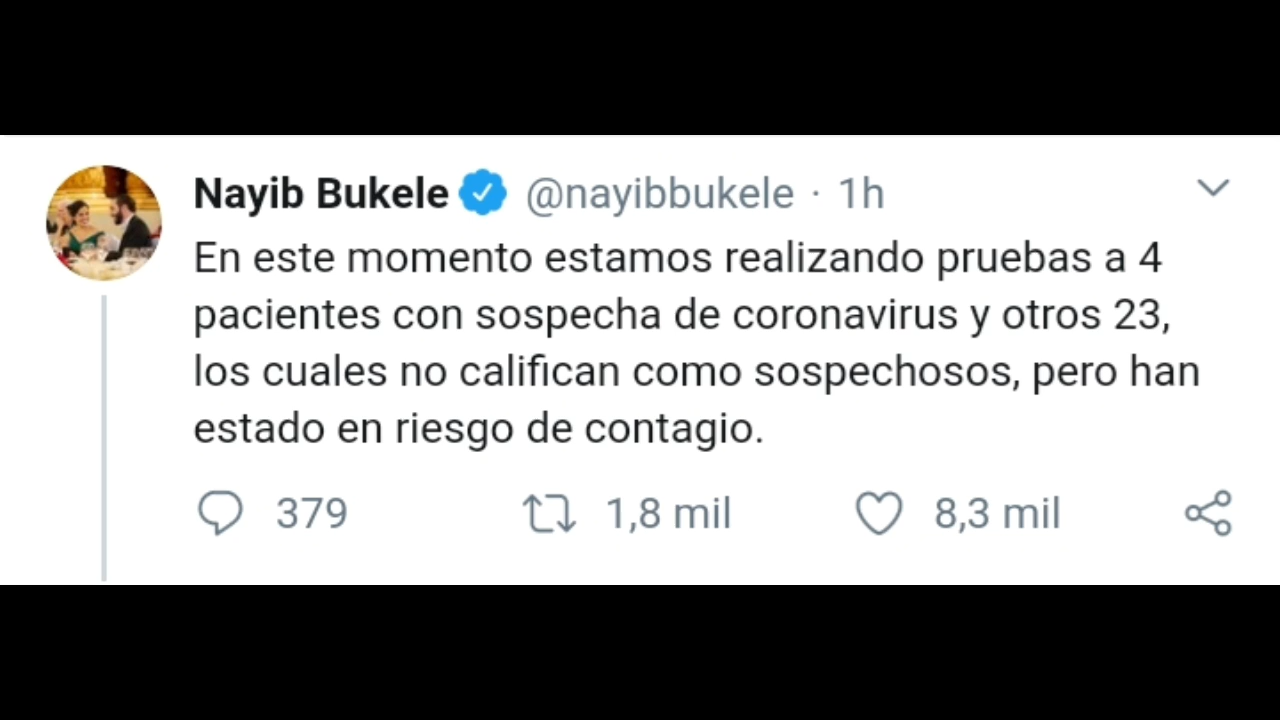 Nayib Bukele @nayibbukele · 1h
En este momento estamos realizando pruebas a 4
pacientes con sospecha de coronavirus y otros 23,
los cuales no califican como sospechosos, pero han
estado en riesgo de contagio.
379 1,8 mil 8,3 mil